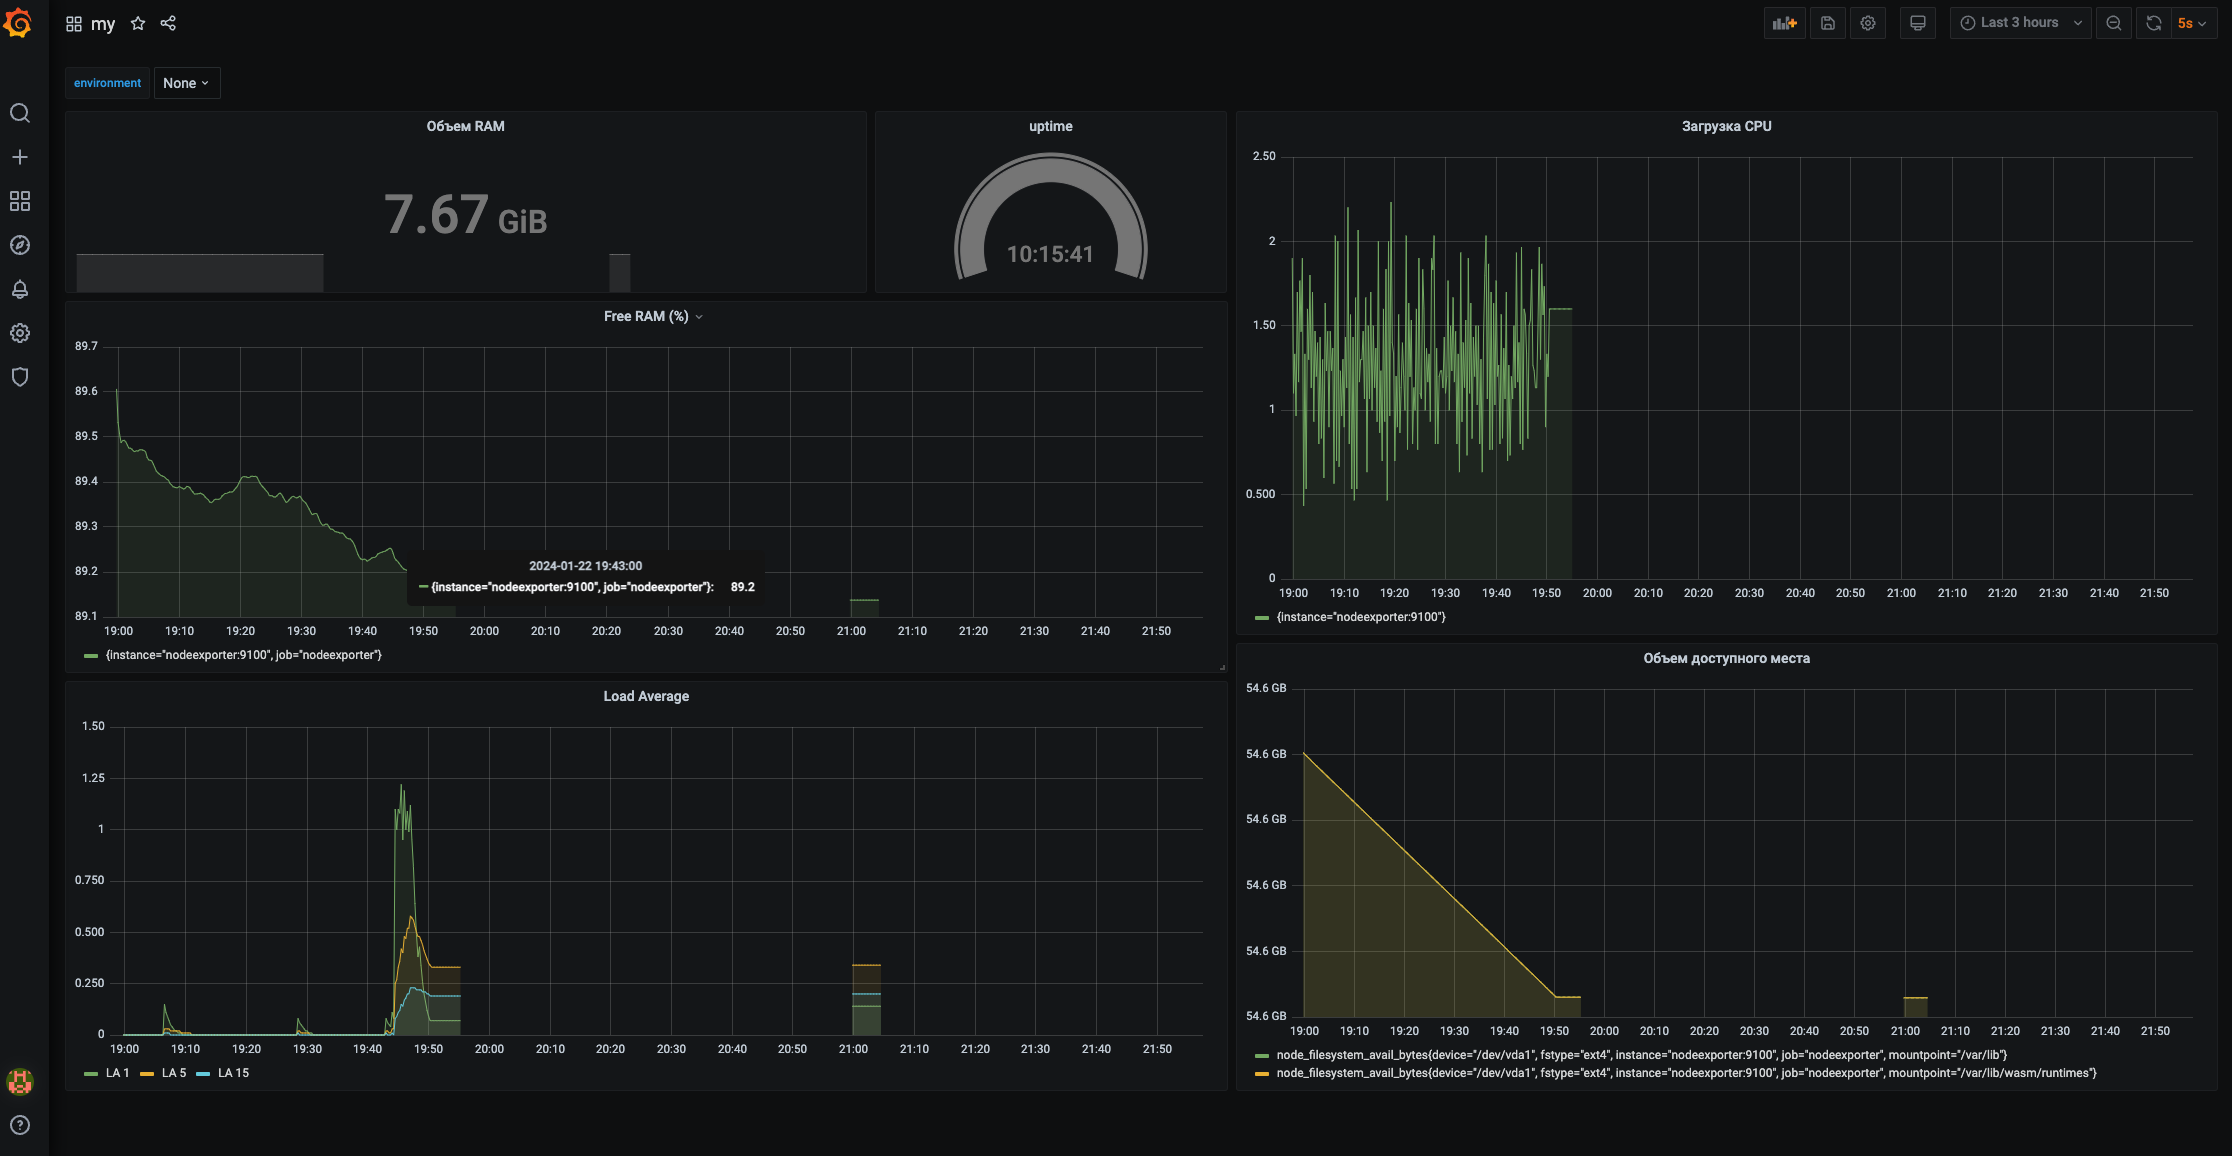 my
Last 3 hours
5s
environment
None
Объем RAM
7.67 GiB
uptime
10:15:41
Free RAM (%)
89.7
89.6
89.5
89.4
89.3
89.2
89.1
19:00 19:10 19:20 19:30 19:40 19:50 20:00 20:10 20:20 20:30 20:40 20:50 21:00 21:10 21:20 21:30 21:40 21:50
2024-01-22 19:43:00
{instance="nodeexporter:9100", job="nodeexporter"}: 89.2
{instance="nodeexporter:9100", job="nodeexporter"}
Load Average
1.50
1.25
1
0.750
0.500
0.250
0
19:00 19:10 19:20 19:30 19:40 19:50 20:00 20:10 20:20 20:30 20:40 20:50 21:00 21:10 21:20 21:30 21:40 21:50
LA 1 LA 5 LA 15
Загрузка CPU
2.50
2
1.50
1
0.500
0
19:00 19:10 19:20 19:30 19:40 19:50 20:00 20:10 20:20 20:30 20:40 20:50 21:00 21:10 21:20 21:30 21:40 21:50
{instance="nodeexporter:9100"}
Объем доступного места
54.6 GB
54.6 GB
54.6 GB
54.6 GB
54.6 GB
54.6 GB
19:00 19:10 19:20 19:30 19:40 19:50 20:00 20:10 20:20 20:30 20:40 20:50 21:00 21:10 21:20 21:30 21:40 21:50
node_filesystem_avail_bytes{device="/dev/vda1", fstype="ext4", instance="nodeexporter:9100", job="nodeexporter", mountpoint="/var/lib"}
node_filesystem_avail_bytes{device="/dev/vda1", fstype="ext4", instance="nodeexporter:9100", job="nodeexporter", mountpoint="/var/lib/wasm/runtimes"}